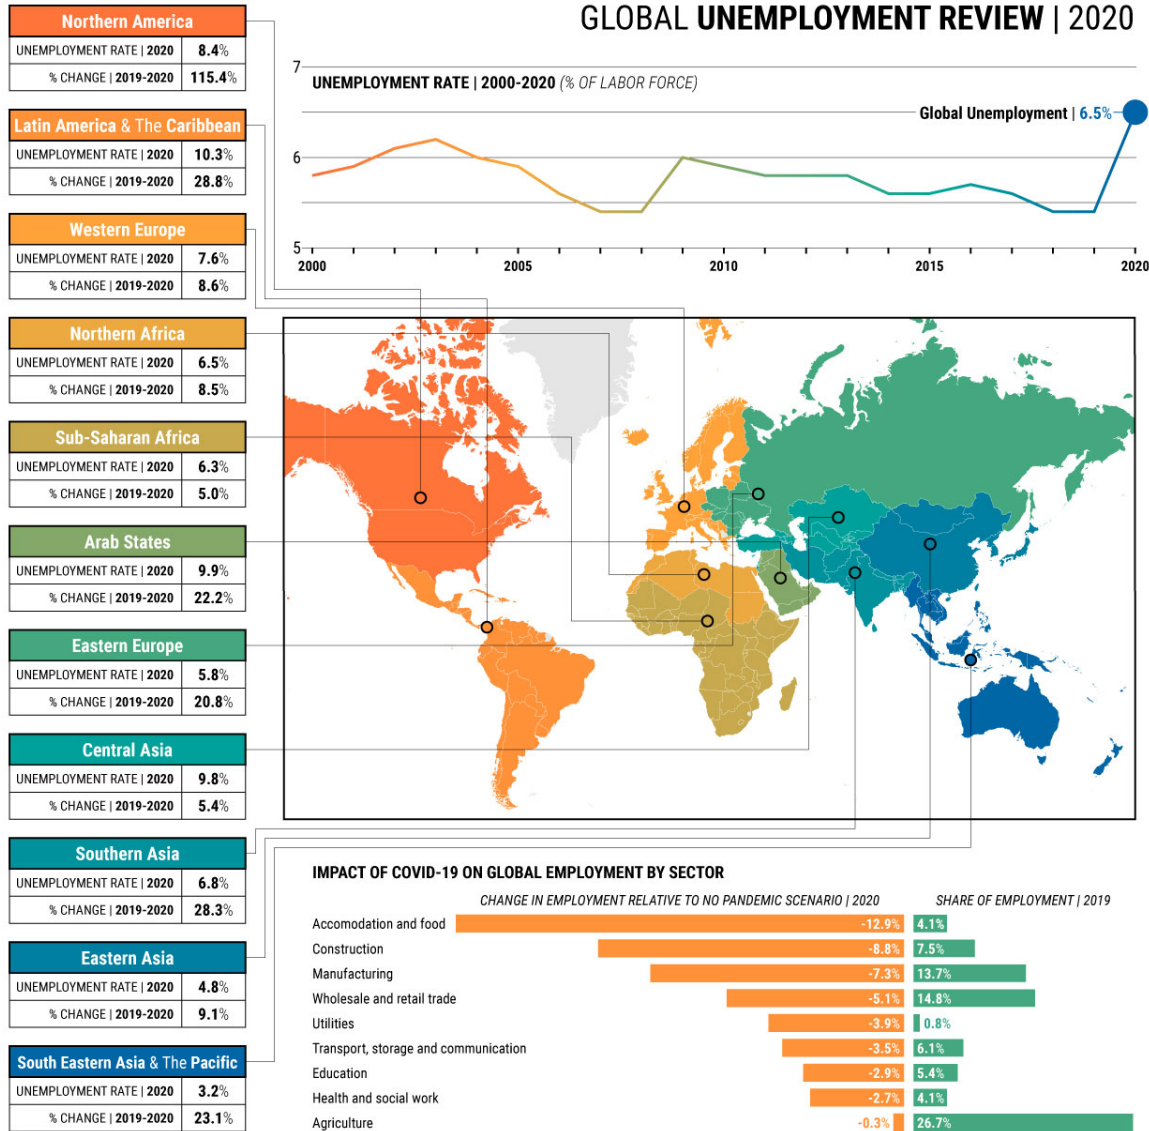 GLOBAL UNEMPLOYMENT REVIEW | 2020
Northern America
UNEMPLOYMENT RATE | 2020 8.4%
% CHANGE | 2019-2020 115.4%
Latin America & The Caribbean
UNEMPLOYMENT RATE | 2020 10.3%
% CHANGE | 2019-2020 28.8%
Western Europe
UNEMPLOYMENT RATE | 2020 7.6%
% CHANGE | 2019-2020 8.6%
Northern Africa
UNEMPLOYMENT RATE | 2020 6.5%
% CHANGE | 2019-2020 8.5%
Sub-Saharan Africa
UNEMPLOYMENT RATE | 2020 6.3%
% CHANGE | 2019-2020 5.0%
Arab States
UNEMPLOYMENT RATE | 2020 9.9%
% CHANGE | 2019-2020 22.2%
Eastern Europe
UNEMPLOYMENT RATE | 2020 5.8%
% CHANGE | 2019-2020 20.8%
Central Asia
UNEMPLOYMENT RATE | 2020 9.8%
% CHANGE | 2019-2020 5.4%
Southern Asia
UNEMPLOYMENT RATE | 2020 6.8%
% CHANGE | 2019-2020 28.3%
Eastern Asia
UNEMPLOYMENT RATE | 2020 4.8%
% CHANGE | 2019-2020 9.1%
South Eastern Asia & The Pacific
UNEMPLOYMENT RATE | 2020 3.2%
% CHANGE | 2019-2020 23.1%
7
UNEMPLOYMENT RATE | 2000-2020 (% OF LABOR FORCE)
Global Unemployment | 6.5%
6
5
2000 2005 2010 2015 2020
IMPACT OF COVID-19 ON GLOBAL EMPLOYMENT BY SECTOR
CHANGE IN EMPLOYMENT RELATIVE TO NO PANDEMIC SCENARIO | 2020 SHARE OF EMPLOYMENT | 2019
Accomodation and food -12.9% 4.1%
Construction -8.8% 7.5%
Manufacturing -7.3% 13.7%
Wholesale and retail trade -5.1% 14.8%
Utilities -3.9% 0.8%
Transport, storage and communication -3.5% 6.1%
Education -2.9% 5.4%
Health and social work -2.7% 4.1%
Agriculture -0.3% 26.7%